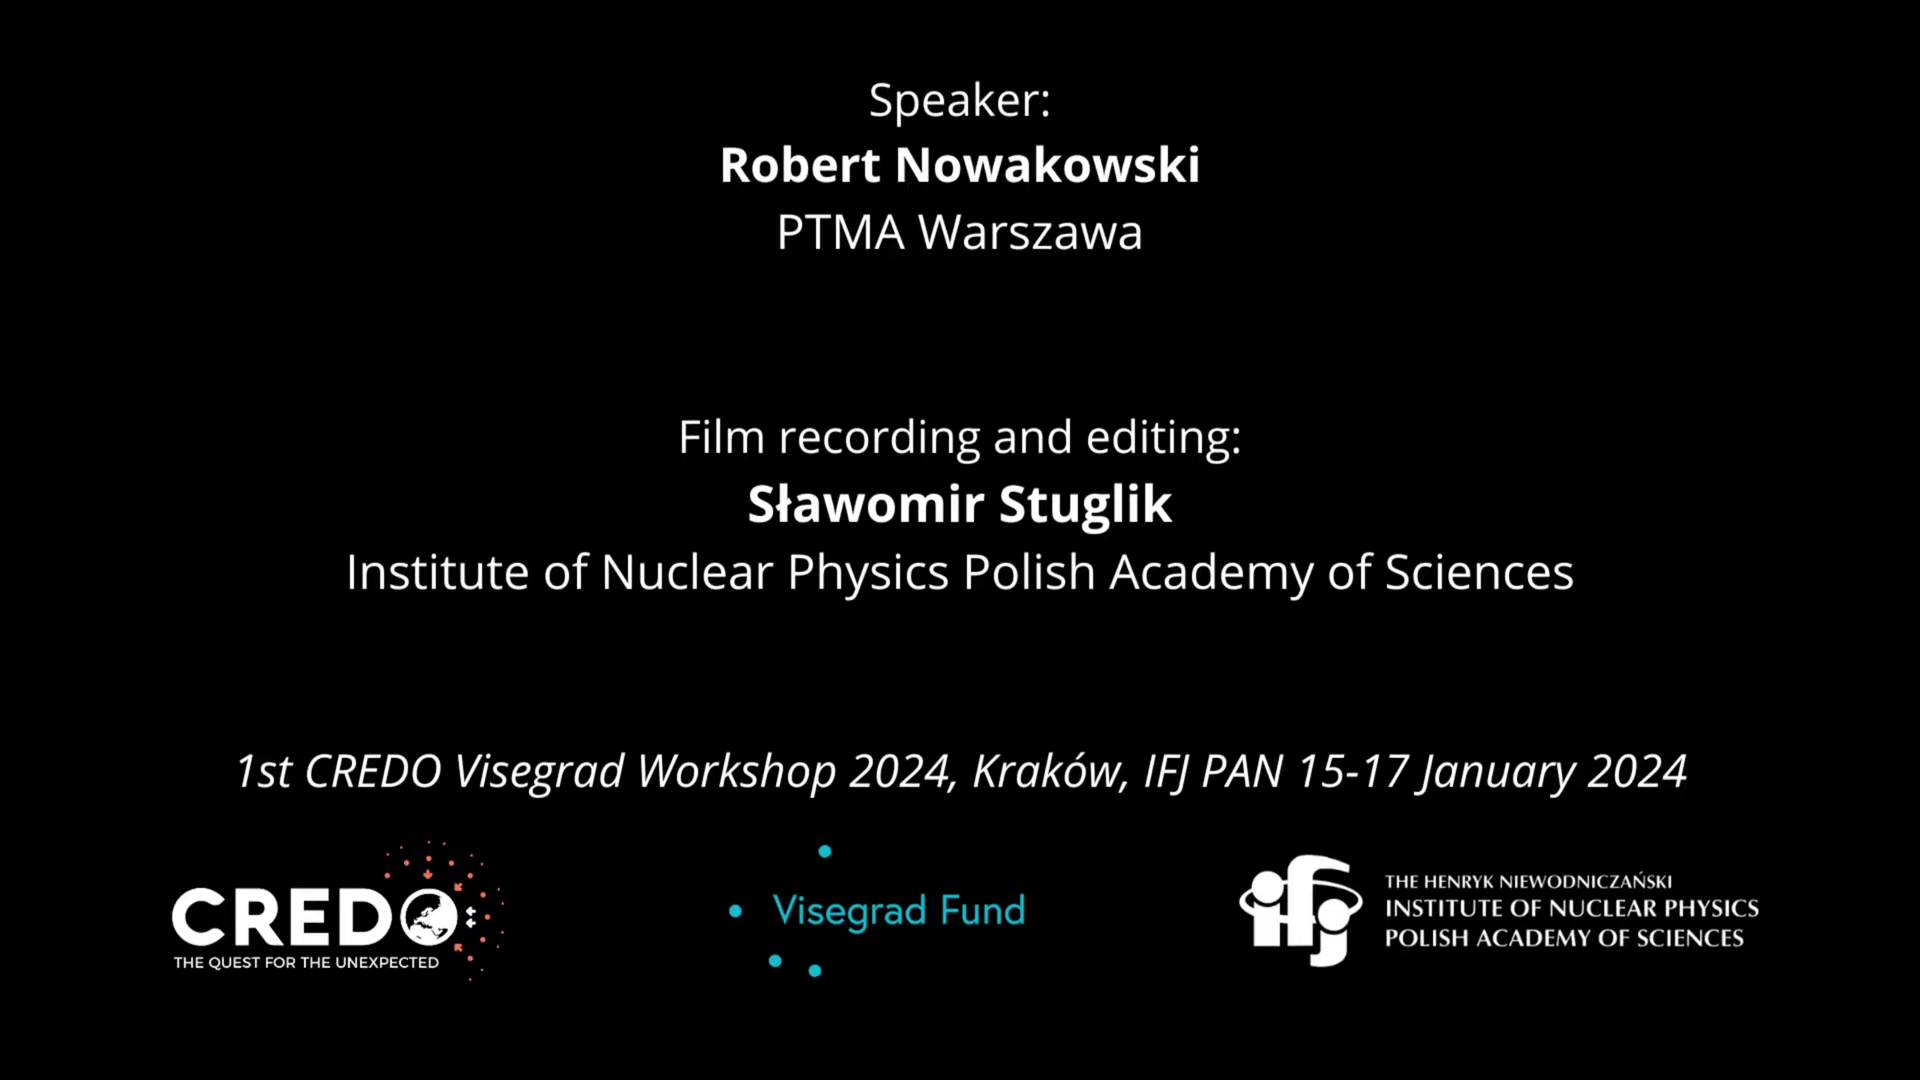 Speaker:
Robert Nowakowski
PTMA Warszawa
Film recording and editing:
Sławomir Stuglik
Institute of Nuclear Physics Polish Academy of Sciences
1st CREDO Visegrad Workshop 2024, Kraków, IFJ PAN 15-17 January 2024
CREDO
THE QUEST FOR THE UNEXPECTED
Visegrad Fund
ifj
THE HENRYK NIEWODNICZAŃSKI
INSTITUTE OF NUCLEAR PHYSICS
POLISH ACADEMY OF SCIENCES